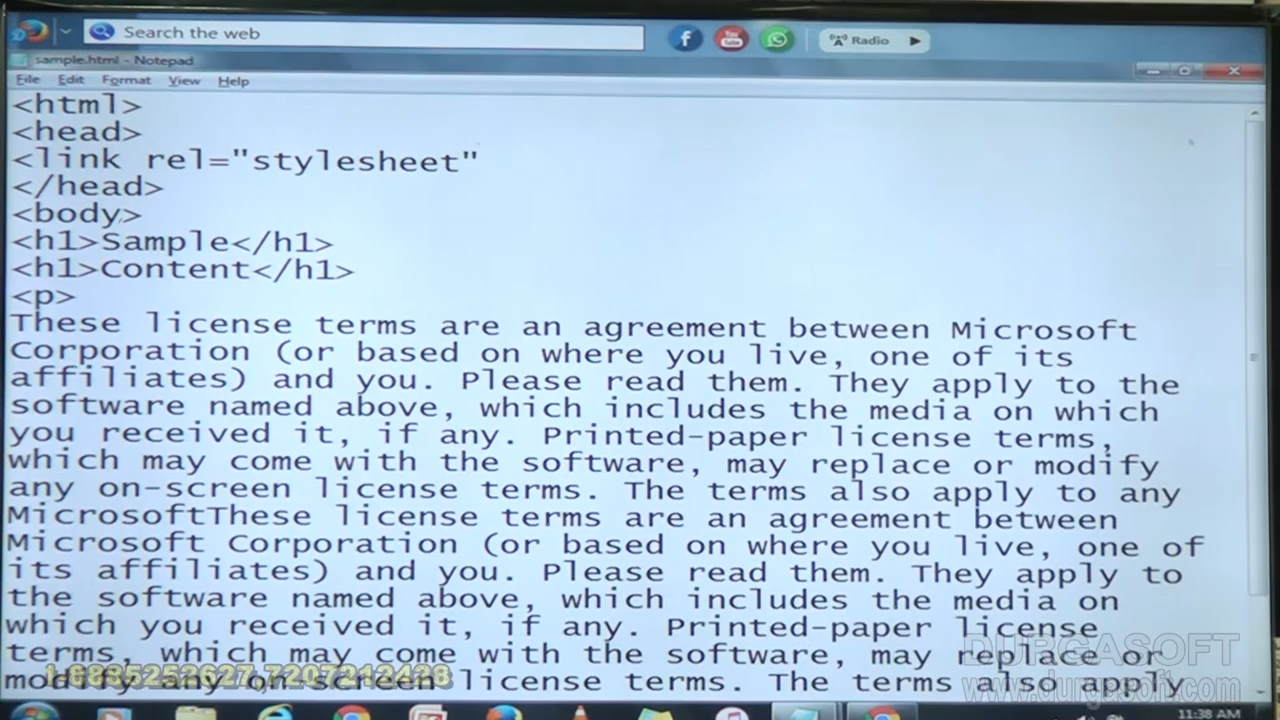 Search the web
f
You Tube
Radio
sample.html - Notepad
File Edit Format View Help
<html>
<head>
<link rel="stylesheet"
</head>
<body>
<h1>Sample</h1>
<h1>Content</h1>
<p>
These license terms are an agreement between Microsoft
Corporation (or based on where you live, one of its
affiliates) and you. Please read them. They apply to the
software named above, which includes the media on which
you received it, if any. Printed-paper license terms,
which may come with the software, may replace or modify
any on-screen license terms. The terms also apply to any
MicrosoftThese license terms are an agreement between
Microsoft Corporation (or based on where you live, one of
its affiliates) and you. Please read them. They apply to
the software named above, which includes the media on
which you received it, if any. Printed-paper license
terms, which may come with the software, may replace or
modify any on-screen license terms. The terms also apply
DURGASOFT
www.durgasoft.com
11:38 AM